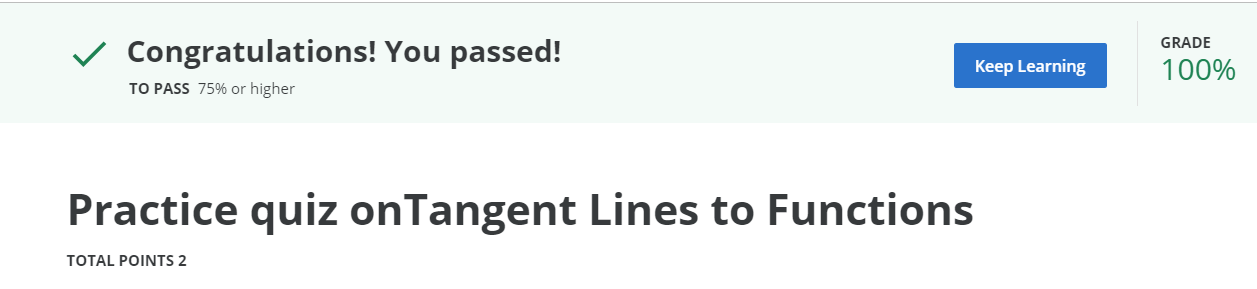 Congratulations! You passed!
TO PASS 75% or higher
Keep Learning
GRADE
100%
Practice quiz onTangent Lines to Functions
TOTAL POINTS 2